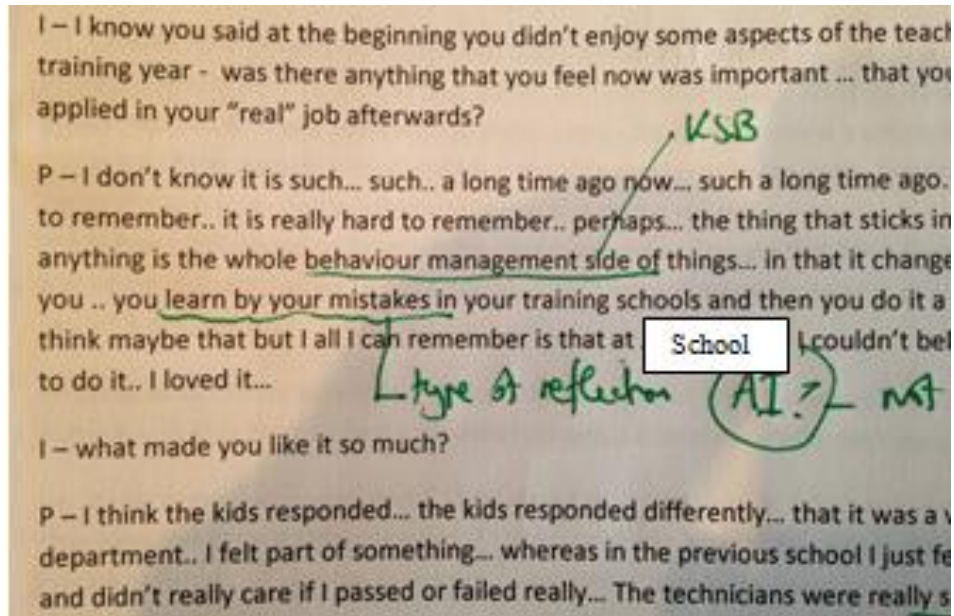 I – I know you said at the beginning you didn't enjoy some aspects of the teach
training year - was there anything that you feel now was important ... that you
applied in your "real" job afterwards?
KSB
P – I don't know it is such... such.. a long time ago now... such a long time ago.
to remember.. it is really hard to remember.. perhaps... the thing that sticks in
anything is the whole behaviour management side of things... in that it change
you .. you learn by your mistakes in your training schools and then you do it a
think maybe that but I all I can remember is that at School I couldn't bel
to do it.. I loved it...
type of reflection AI? – not
I – what made you like it so much?
P – I think the kids responded... the kids responded differently... that it was a v
department.. I felt part of something... whereas in the previous school I just fe
and didn't really care if I passed or failed really... The technicians were really s